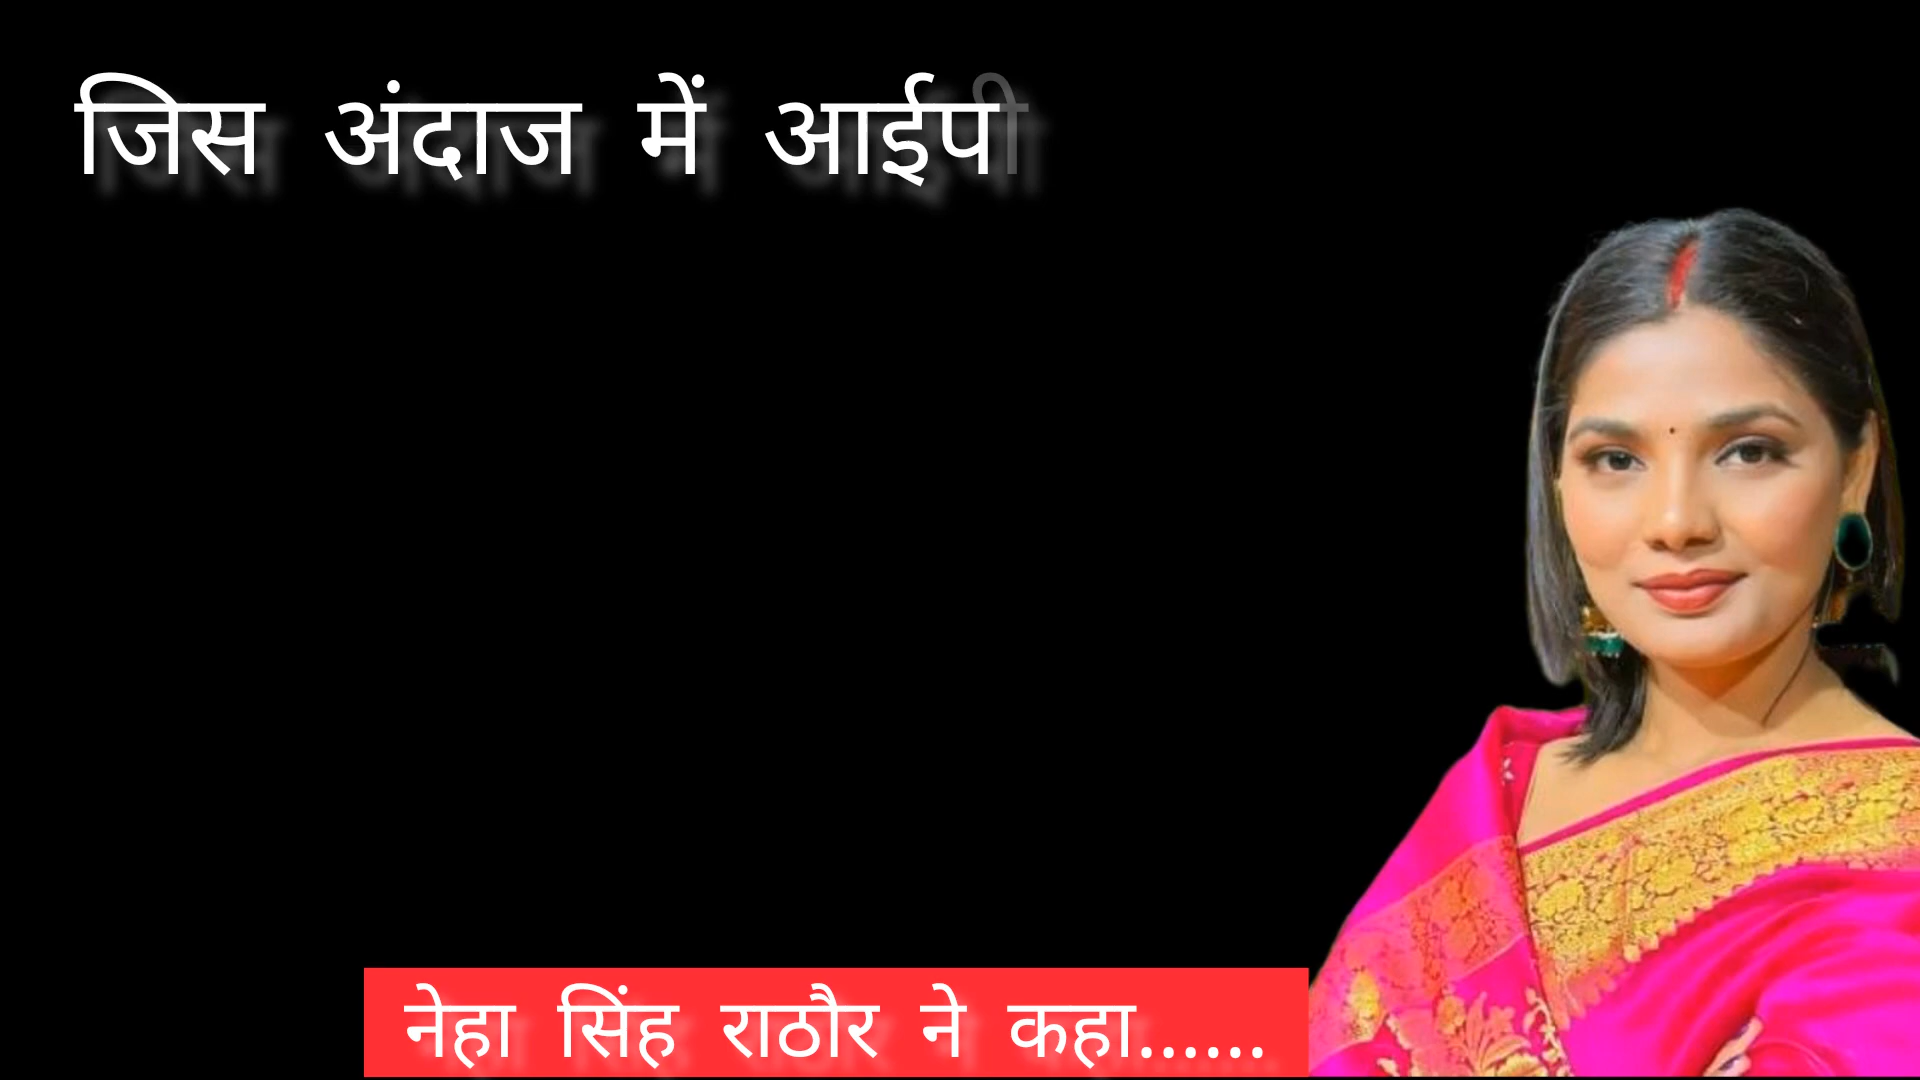 जिस अंदाज में आईपी
नेहा सिंह राठौर ने कहा......